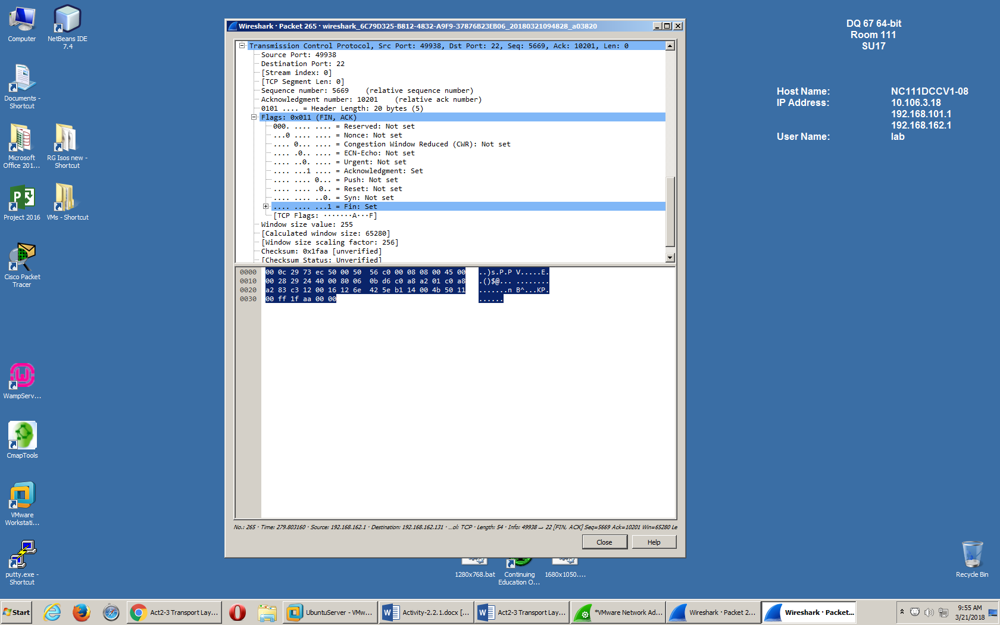 Computer
NetBeans IDE
7.4
Documents -
Shortcut
Microsoft
Office 201...
RG Isos new -
Shortcut
Project 2016
VMs - Shortcut
Cisco Packet
Tracer
WampServ...
CmapTools
VMware
Workstati...
putty.exe -
Shortcut
Wireshark · Packet 265 · wireshark_6C79D325-B812-4832-A9F9-37876B23EB06_20180321094828_a03820
Transmission Control Protocol, Src Port: 49938, Dst Port: 22, Seq: 5669, Ack: 10201, Len: 0
Source Port: 49938
Destination Port: 22
[Stream index: 0]
[TCP Segment Len: 0]
Sequence number: 5669    (relative sequence number)
Acknowledgment number: 10201    (relative ack number)
0101 .... = Header Length: 20 bytes (5)
Flags: 0x011 (FIN, ACK)
000. .... .... = Reserved: Not set
...0 .... .... = Nonce: Not set
.... 0... .... = Congestion Window Reduced (CWR): Not set
.... .0.. .... = ECN-Echo: Not set
.... ..0. .... = Urgent: Not set
.... ...1 .... = Acknowledgment: Set
.... .... 0... = Push: Not set
.... .... .0.. = Reset: Not set
.... .... ..0. = Syn: Not set
.... .... ...1 = Fin: Set
[TCP Flags: ·······A···F]
Window size value: 255
[Calculated window size: 65280]
[Window size scaling factor: 256]
Checksum: 0x1faa [unverified]
[Checksum Status: Unverified]
0000 00 0c 29 73 ec 50 00 50 56 c0 00 08 08 00 45 00 ..)s.P.P V.....E.
0010 00 28 29 24 40 00 80 06 0b d6 c0 a8 a2 01 c0 a8 .()$@... ........
0020 a2 83 c3 12 00 16 12 6e 42 5e b1 14 00 4b 50 11 .......n B^...KP.
0030 00 ff 1f aa 00 00 ......
No.: 265 · Time: 279.803160 · Source: 192.168.162.1 · Destination: 192.168.162.131 · ...ol: TCP · Length: 54 · Info: 49938 → 22 [FIN, ACK] Seq=5669 Ack=10201 Win=65280 Le
Close
Help
DQ 67 64-bit
Room 111
SU17
Host Name: NC111DCCV1-08
IP Address: 10.106.3.18
192.168.101.1
192.168.162.1
User Name: lab
1280x768.bat
Continuing
Education O...
1680x1050....
Recycle Bin
Start
Act2-3 Transport Lay...
UbuntuServer - VMw...
Activity-2.2.1.docx [...
Act2-3 Transport Lay...
*VMware Network Ad...
Wireshark · Packet 2...
Wireshark · Packet...
9:55 AM
3/21/2018